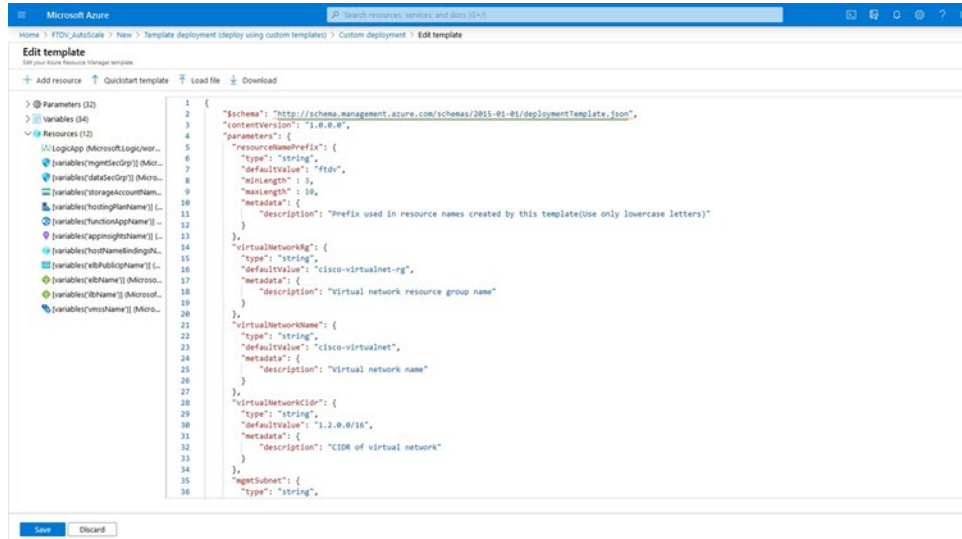 Microsoft Azure
Search resources, services, and docs (G+/)
Home > FTDV_AutoScale > New > Template deployment (deploy using custom templates) > Custom deployment > Edit template
Edit template
Edit your Azure Resource Manager template
+ Add resource ↑ Quickstart template Load file Download
> Parameters (32)
> Variables (34)
Resources (12)
LogicApp (Microsoft.Logic/wor...
[variables('mgmtSecGrp')] (Micr...
[variables('dataSecGrp')] (Micro...
[variables('storageAccountNam...
[variables('hostingPlanName')] (...
[variables('functionAppName')] ...
[variables('appInsightsName')] (...
[variables('hostNameBindingsN...
[variables('elbPublicIpName')] (...
[variables('elbName')] (Microso...
[variables('ilbName')] (Microsof...
[variables('vmssName')] (Micro...
1 {
2 "$schema": "http://schema.management.azure.com/schemas/2015-01-01/deploymentTemplate.json",
3 "contentVersion": "1.0.0.0",
4 "parameters": {
5 "resourceNamePrefix": {
6 "type": "string",
7 "defaultValue": "ftdv",
8 "minLength" : 3,
9 "maxLength" : 10,
10 "metadata": {
11 "description": "Prefix used in resource names created by this template(Use only lowercase letters)"
12 }
13 },
14 "virtualNetworkRg": {
15 "type": "string",
16 "defaultValue": "cisco-virtualnet-rg",
17 "metadata": {
18 "description": "Virtual network resource group name"
19 }
20 },
21 "virtualNetworkName": {
22 "type": "string",
23 "defaultValue": "cisco-virtualnet",
24 "metadata": {
25 "description": "Virtual network name"
26 }
27 },
28 "virtualNetworkCidr": {
29 "type": "string",
30 "defaultValue": "1.2.0.0/16",
31 "metadata": {
32 "description": "CIDR of virtual network"
33 }
34 },
35 "mgmtSubnet": {
36 "type": "string",
Save Discard